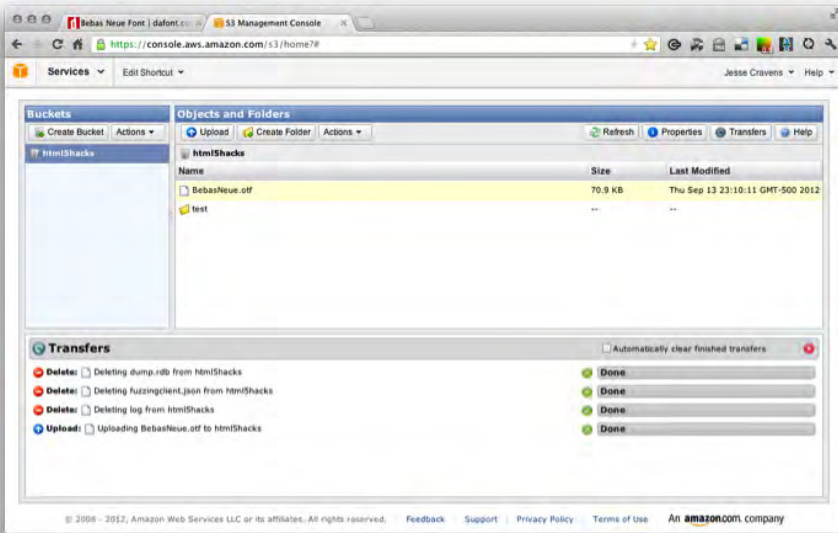 Bebas Neue Font | dafont.co
S3 Management Console
https://console.aws.amazon.com/s3/home?#
Services
Edit Shortcut
Jesse Cravens
Help
Buckets
Objects and Folders
Create Bucket
Actions
Upload
Create Folder
Actions
Refresh
Properties
Transfers
Help
html5hacks
html5hacks
Name
Size
Last Modified
BebasNeue.otf
70.9 KB
Thu Sep 13 23:10:11 GMT-500 2012
test
--
--
Transfers
Automatically clear finished transfers
Delete: Deleting dump.rdb from html5hacks
Done
Delete: Deleting fuzzingclient.json from html5hacks
Done
Delete: Deleting log from html5hacks
Done
Upload: Uploading BebasNeue.otf to html5hacks
Done
© 2008 - 2012, Amazon Web Services LLC or its affiliates. All rights reserved.
Feedback
Support
Privacy Policy
Terms of Use
An amazon.com company